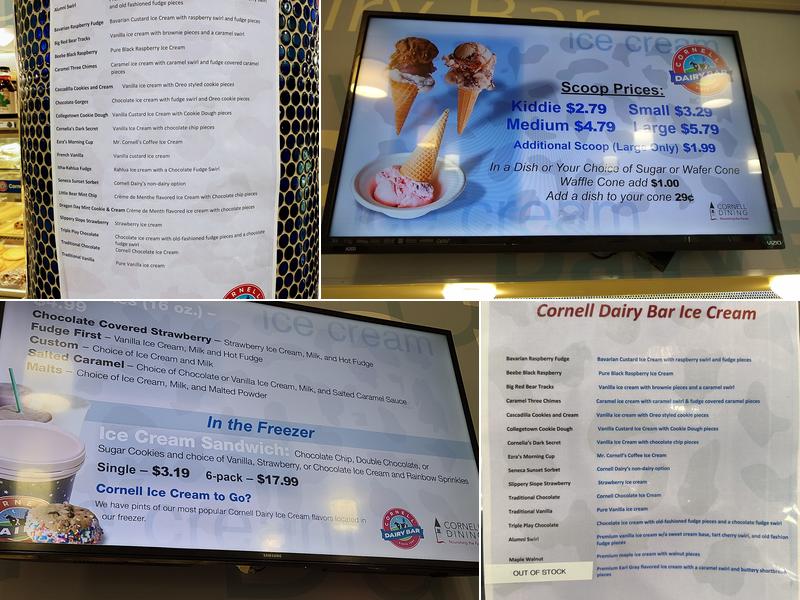 and old fashioned fudge pieces
Alumni Swirl
Bavarian Raspberry Fudge Bavarian Custard Ice Cream with raspberry swirl and fudge pieces
Big Red Bear Tracks Vanilla ice cream with brownie pieces and a caramel swirl
Beebe Black Raspberry Pure Black Raspberry Ice Cream
Caramel Three Chimes Caramel ice cream with caramel swirl and fudge covered caramel
pieces
Cascadilla Cookies and Cream Vanilla ice cream with Oreo styled cookies
Chocolate Gorges Chocolate ice cream with fudge swirl and Oreo cookie pieces
Collegetown Cookie Dough Vanilla Custard Ice Cream with Cookie Dough pieces
Cornelia's Dark Secret Vanilla Ice Cream with chocolate chip pieces
Ezra's Morning Cup Mr. Cornell's Coffee Ice Cream
French Vanilla Vanilla custard ice cream
Itha-Kahlua Fudge Kahlua ice cream with a Chocolate Fudge Swirl
Seneca Sunset Sorbet Cornell Dairy's non-dairy option
Little Bear Mint Chip Crème de Menthe flavored Ice Cream with Chocolate chip pieces
Dragon Day Mint Cookie & Cream Crème de Menth flavored ice cream with chocolate pieces
Slippery Slope Strawberry Strawberry ice cream
Triple Play Chocolate Chocolate ice cream with old-fashioned fudge pieces and a chocolate
fudge swirl
Traditional Chocolate Cornell Chocolate Ice Cream
Traditional Vanilla Pure Vanilla ice cream
CORNELL
ice cream
CORNELL
DAIRY BAR
Scoop Prices:
Kiddie $2.79 Small $3.29
Medium $4.79 Large $5.79
Additional Scoop (Large Only) $1.99
In a Dish or Your Choice of Sugar or Wafer Cone
Waffle Cone add $1.00
Add a dish to your cone 29¢
CORNELL
DINING
VIZIO
(16 oz.) –
ice cream
Chocolate Covered Strawberry – Strawberry Ice Cream, Milk, and Hot Fudge
Fudge First – Vanilla Ice Cream, Milk and Hot Fudge
Custom – Choice of Ice Cream and Milk
Salted Caramel – Choice of Chocolate or Vanilla Ice Cream, Milk, and Salted Caramel Sauce
Malts – Choice of Ice Cream, Milk, and Malted Powder
In the Freezer
Ice Cream Sandwich: Chocolate Chip, Double Chocolate, or
Sugar Cookies and choice of Vanilla, Strawberry, or Chocolate Ice Cream and Rainbow Sprinkles
Single – $3.19 6-pack – $17.99
Cornell Ice Cream to Go?
We have pints of our most popular Cornell Dairy Ice Cream flavors located in
our freezer.
CORNELL
DAIRY BAR
CORNELL
DINING
SAMSUNG
Cornell Dairy Bar Ice Cream
Bavarian Raspberry Fudge Bavarian Custard Ice Cream with raspberry swirl and fudge pieces
Beebe Black Raspberry Pure Black Raspberry Ice Cream
Big Red Bear Tracks Vanilla ice cream with brownie pieces and a caramel swirl
Caramel Three Chimes Caramel ice cream with caramel swirl & fudge covered caramel pieces
Cascadilla Cookies and Cream Vanilla ice cream with Oreo styled cookie pieces
Collegetown Cookie Dough Vanilla Custard Ice Cream with Cookie Dough pieces
Cornelia's Dark Secret Vanilla Ice Cream with chocolate chip pieces
Ezra's Morning Cup Mr. Cornell's Coffee Ice Cream
Seneca Sunset Sorbet Cornell Dairy's non-dairy option
Slippery Slope Strawberry Strawberry ice cream
Traditional Chocolate Cornell Chocolate Ice Cream
Traditional Vanilla Pure Vanilla ice cream
Triple Play Chocolate Chocolate ice cream with old-fashioned fudge pieces and a chocolate fudge swirl
Alumni Swirl Premium vanilla ice cream w/a sweet cream base, tart cherry swirl, and old fashion
fudge pieces
Maple Walnut Premium maple ice cream with walnut pieces
OUT OF STOCK Premium Earl Gray flavored ice cream with a caramel swirl and buttery shortbread
pieces